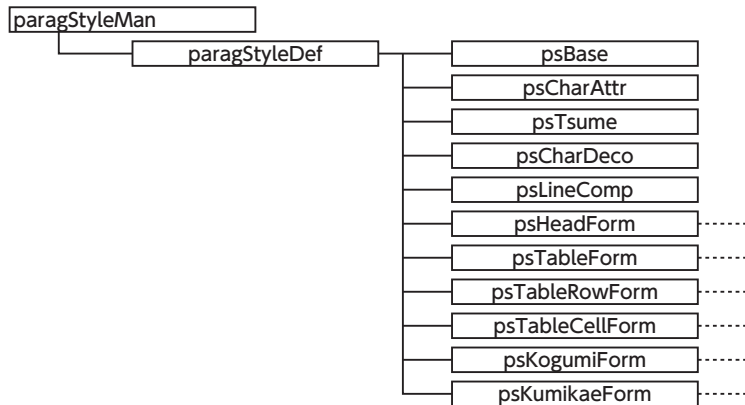 paragStyleMan
paragStyleDef
psBase
psCharAttr
psTsume
psCharDeco
psLineComp
psHeadForm
psTableForm
psTableRowForm
psTableCellForm
psKogumiForm
psKumikaeForm